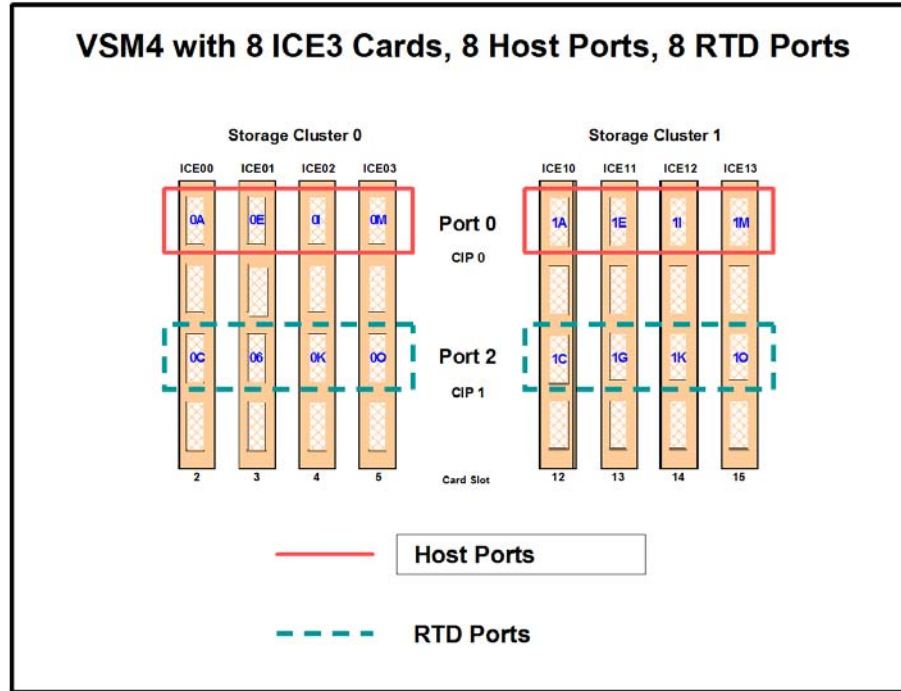 VSM4 with 8 ICE3 Cards, 8 Host Ports, 8 RTD Ports
Storage Cluster 0 Storage Cluster 1
ICE00 ICE01 ICE02 ICE03 ICE10 ICE11 ICE12 ICE13
0A 0E 0I 0M Port 0 1A 1E 1I 1M
CIP 0
0C 06 0K 0O Port 2 1C 1G 1K 1O
CIP 1
2 3 4 5 Card Slot 12 13 14 15
Host Ports
RTD Ports